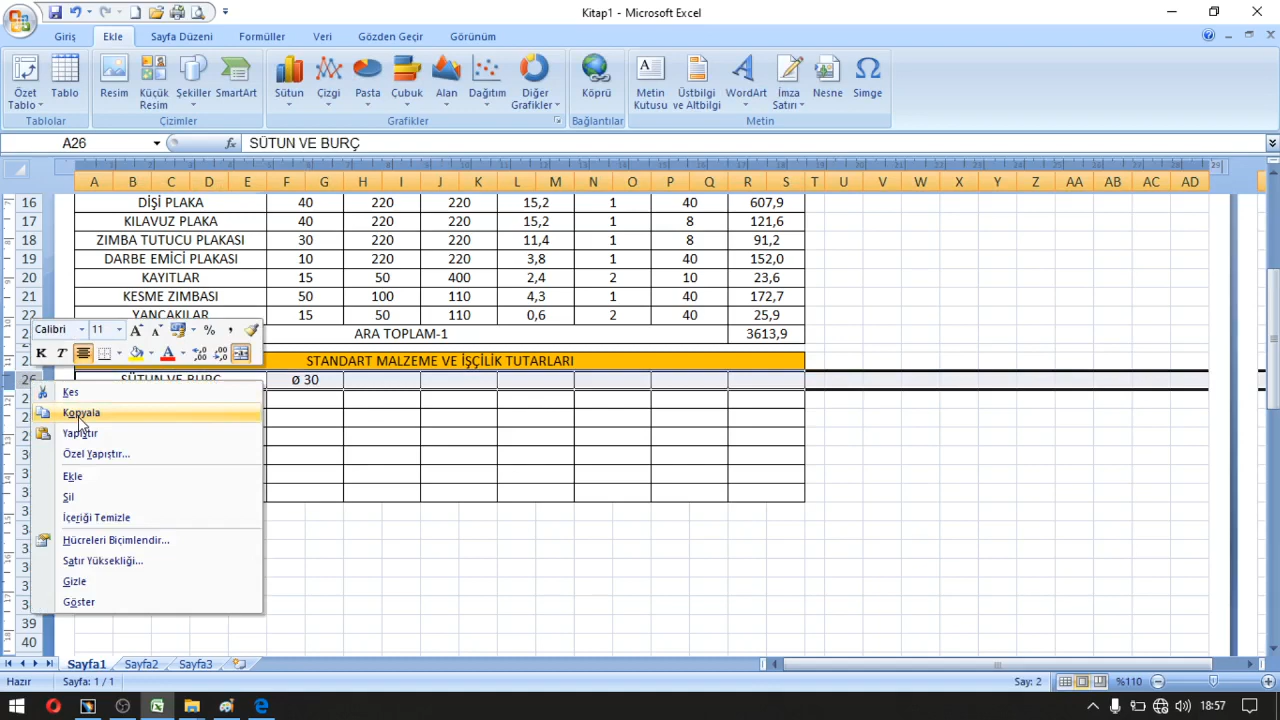 Kitap1 - Microsoft Excel
Giriş Ekle Sayfa Düzeni Formüller Veri Gözden Geçir Görünüm
Özet Tablo Tablo Resim Küçük Resim Şekiller SmartArt Sütun Çizgi Pasta Çubuk Alan Dağıtım Diğer Grafikler Köprü Metin Kutusu Üstbilgi ve Altbilgi WordArt İmza Satırı Nesne Simge
Tablolar Çizimler Grafikler Bağlantılar Metin
A26 fx SÜTUN VE BURÇ
A B C D E F G H I J K L M N O P Q R S T U V W X Y Z AA AB AC AD
16 DİŞİ PLAKA 40 220 220 15,2 1 40 607,9
17 KILAVUZ PLAKA 40 220 220 15,2 1 8 121,6
18 ZIMBA TUTUCU PLAKASI 30 220 220 11,4 1 8 91,2
19 DARBE EMİCİ PLAKASI 10 220 220 3,8 1 40 152,0
20 KAYITLAR 15 50 400 2,4 2 10 23,6
21 KESME ZIMBASI 50 100 110 4,3 1 40 172,7
22 YANCAKILAR 15 50 110 0,6 2 40 25,9
ARA TOPLAM-1 3613,9
STANDART MALZEME VE İŞÇİLİK TUTARLARI
26 SÜTUN VE BURÇ Ø 30
Calibri 11 % ,
K T A
Kes
Kopyala
Yapıştır
Özel Yapıştır...
Ekle
Sil
İçeriği Temizle
Hücreleri Biçimlendir...
Satır Yüksekliği...
Gizle
Göster
39
40
Sayfa1 Sayfa2 Sayfa3
Hazır Sayfa: 1 / 1 Say: 2 %110
18:57